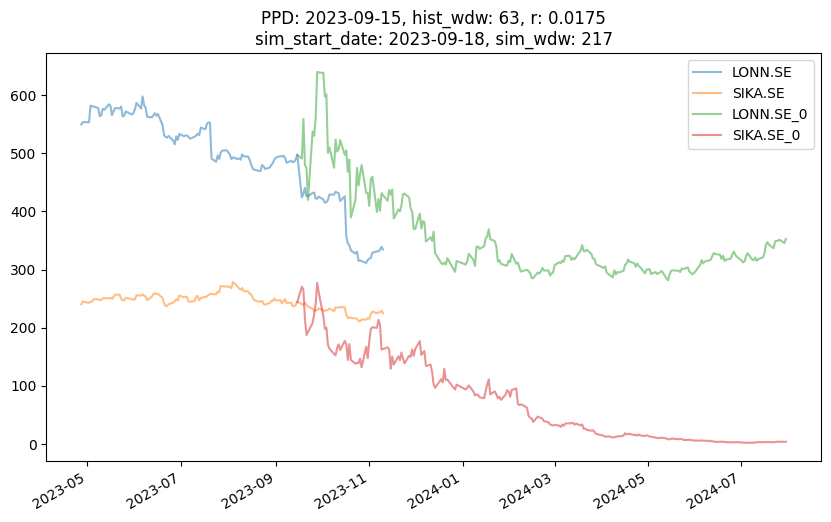 PPD: 2023-09-15, hist_wdw: 63, r: 0.0175
sim_start_date: 2023-09-18, sim_wdw: 217
LONN.SE
SIKA.SE
LONN.SE_0
SIKA.SE_0
600
500
400
300
200
100
0
2023-05
2023-07
2023-09
2023-11
2024-01
2024-03
2024-05
2024-07